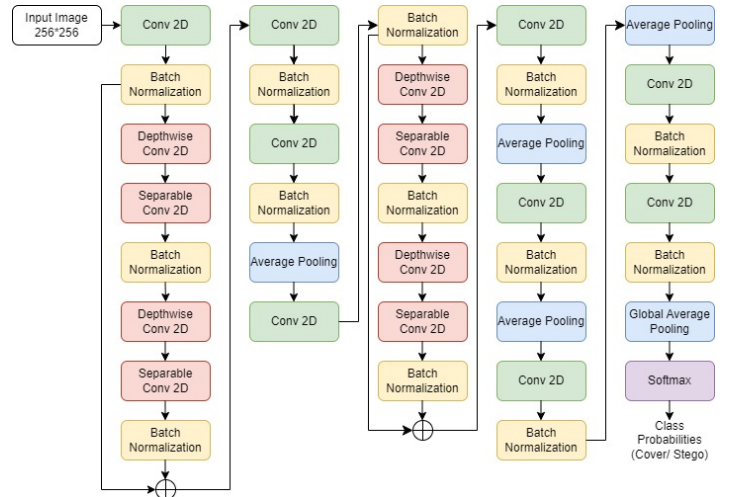 Input Image
256*256
Conv 2D
Batch
Normalization
Depthwise
Conv 2D
Separable
Conv 2D
Batch
Normalization
Depthwise
Conv 2D
Separable
Conv 2D
Batch
Normalization
Conv 2D
Batch
Normalization
Conv 2D
Batch
Normalization
Average Pooling
Conv 2D
Batch
Normalization
Depthwise
Conv 2D
Separable
Conv 2D
Batch
Normalization
Depthwise
Conv 2D
Separable
Conv 2D
Batch
Normalization
Conv 2D
Batch
Normalization
Average Pooling
Conv 2D
Batch
Normalization
Average Pooling
Conv 2D
Batch
Normalization
Average Pooling
Conv 2D
Batch
Normalization
Conv 2D
Batch
Normalization
Global Average
Pooling
Softmax
Class
Probabilities
(Cover/ Stego)